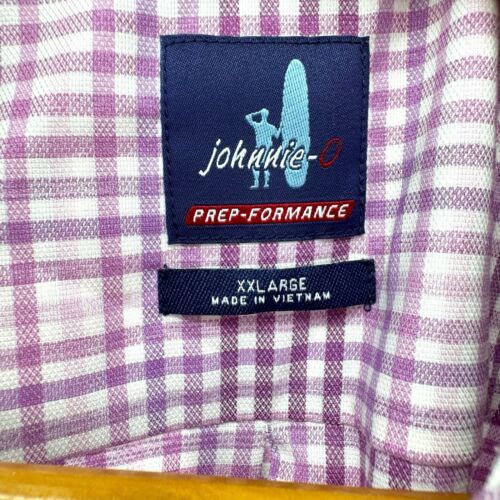 johnnie-O
PREP-FORMANCE
XXLARGE
MADE IN VIETNAM